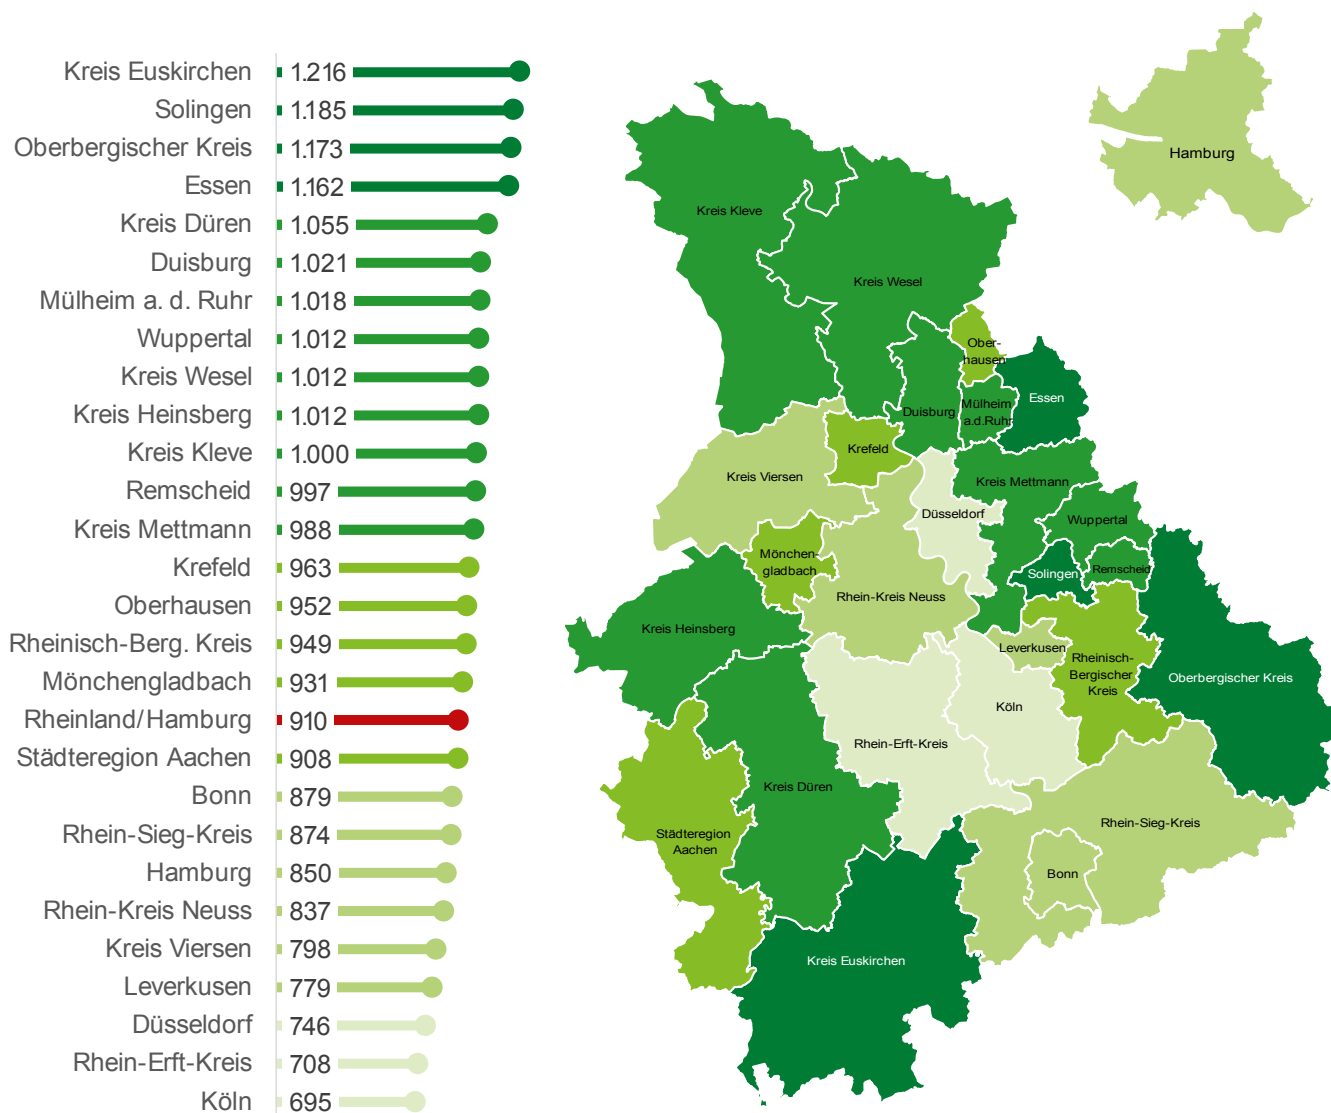 Kreis Euskirchen 1.216
Solingen 1.185
Oberbergischer Kreis 1.173
Essen 1.162
Kreis Düren 1.055
Duisburg 1.021
Mülheim a. d. Ruhr 1.018
Wuppertal 1.012
Kreis Wesel 1.012
Kreis Heinsberg 1.012
Kreis Kleve 1.000
Remscheid 997
Kreis Mettmann 988
Krefeld 963
Oberhausen 952
Rheinisch-Berg. Kreis 949
Mönchengladbach 931
Rheinland/Hamburg 910
Städteregion Aachen 908
Bonn 879
Rhein-Sieg-Kreis 874
Hamburg 850
Rhein-Kreis Neuss 837
Kreis Viersen 798
Leverkusen 779
Düsseldorf 746
Rhein-Erft-Kreis 708
Köln 695
Hamburg
Kreis Kleve
Kreis Wesel
Ober-
hausen
Essen
Duisburg
Mülheim
a.d.Ruhr
Krefeld
Kreis Viersen
Kreis Mettmann
Düsseldorf
Wuppertal
Mönchen-
gladbach
Solingen
Remscheid
Rhein-Kreis Neuss
Kreis Heinsberg
Leverkusen
Rheinisch-
Bergischer
Kreis
Oberbergischer Kreis
Köln
Rhein-Erft-Kreis
Kreis Düren
Rhein-Sieg-Kreis
Städteregion
Aachen
Bonn
Kreis Euskirchen